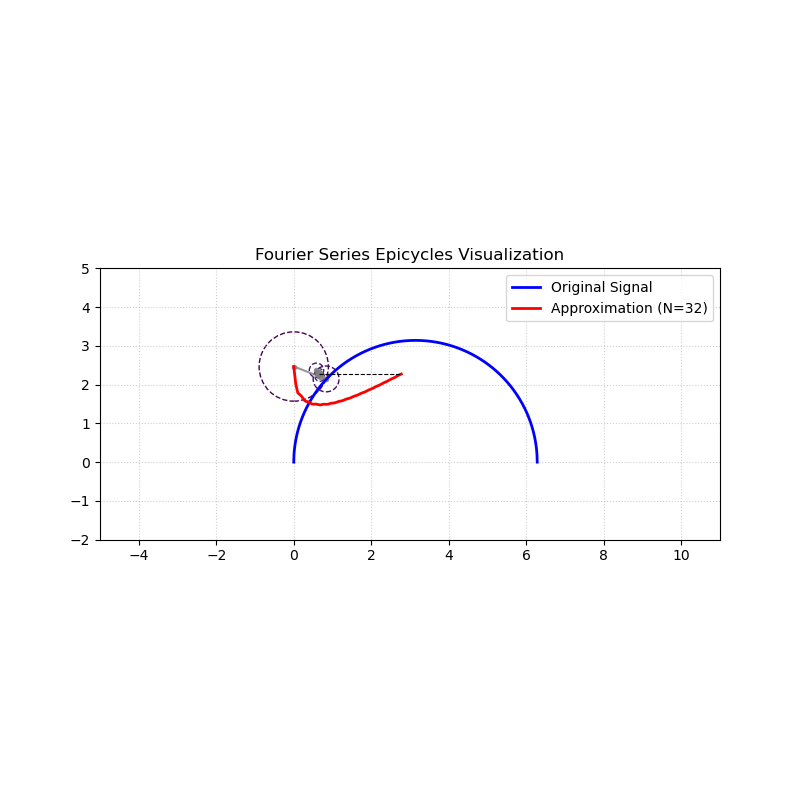 Fourier Series Epicycles Visualization
Original Signal
Approximation (N=32)
5
4
3
2
1
0
−1
−2
−4 −2 0 2 4 6 8 10